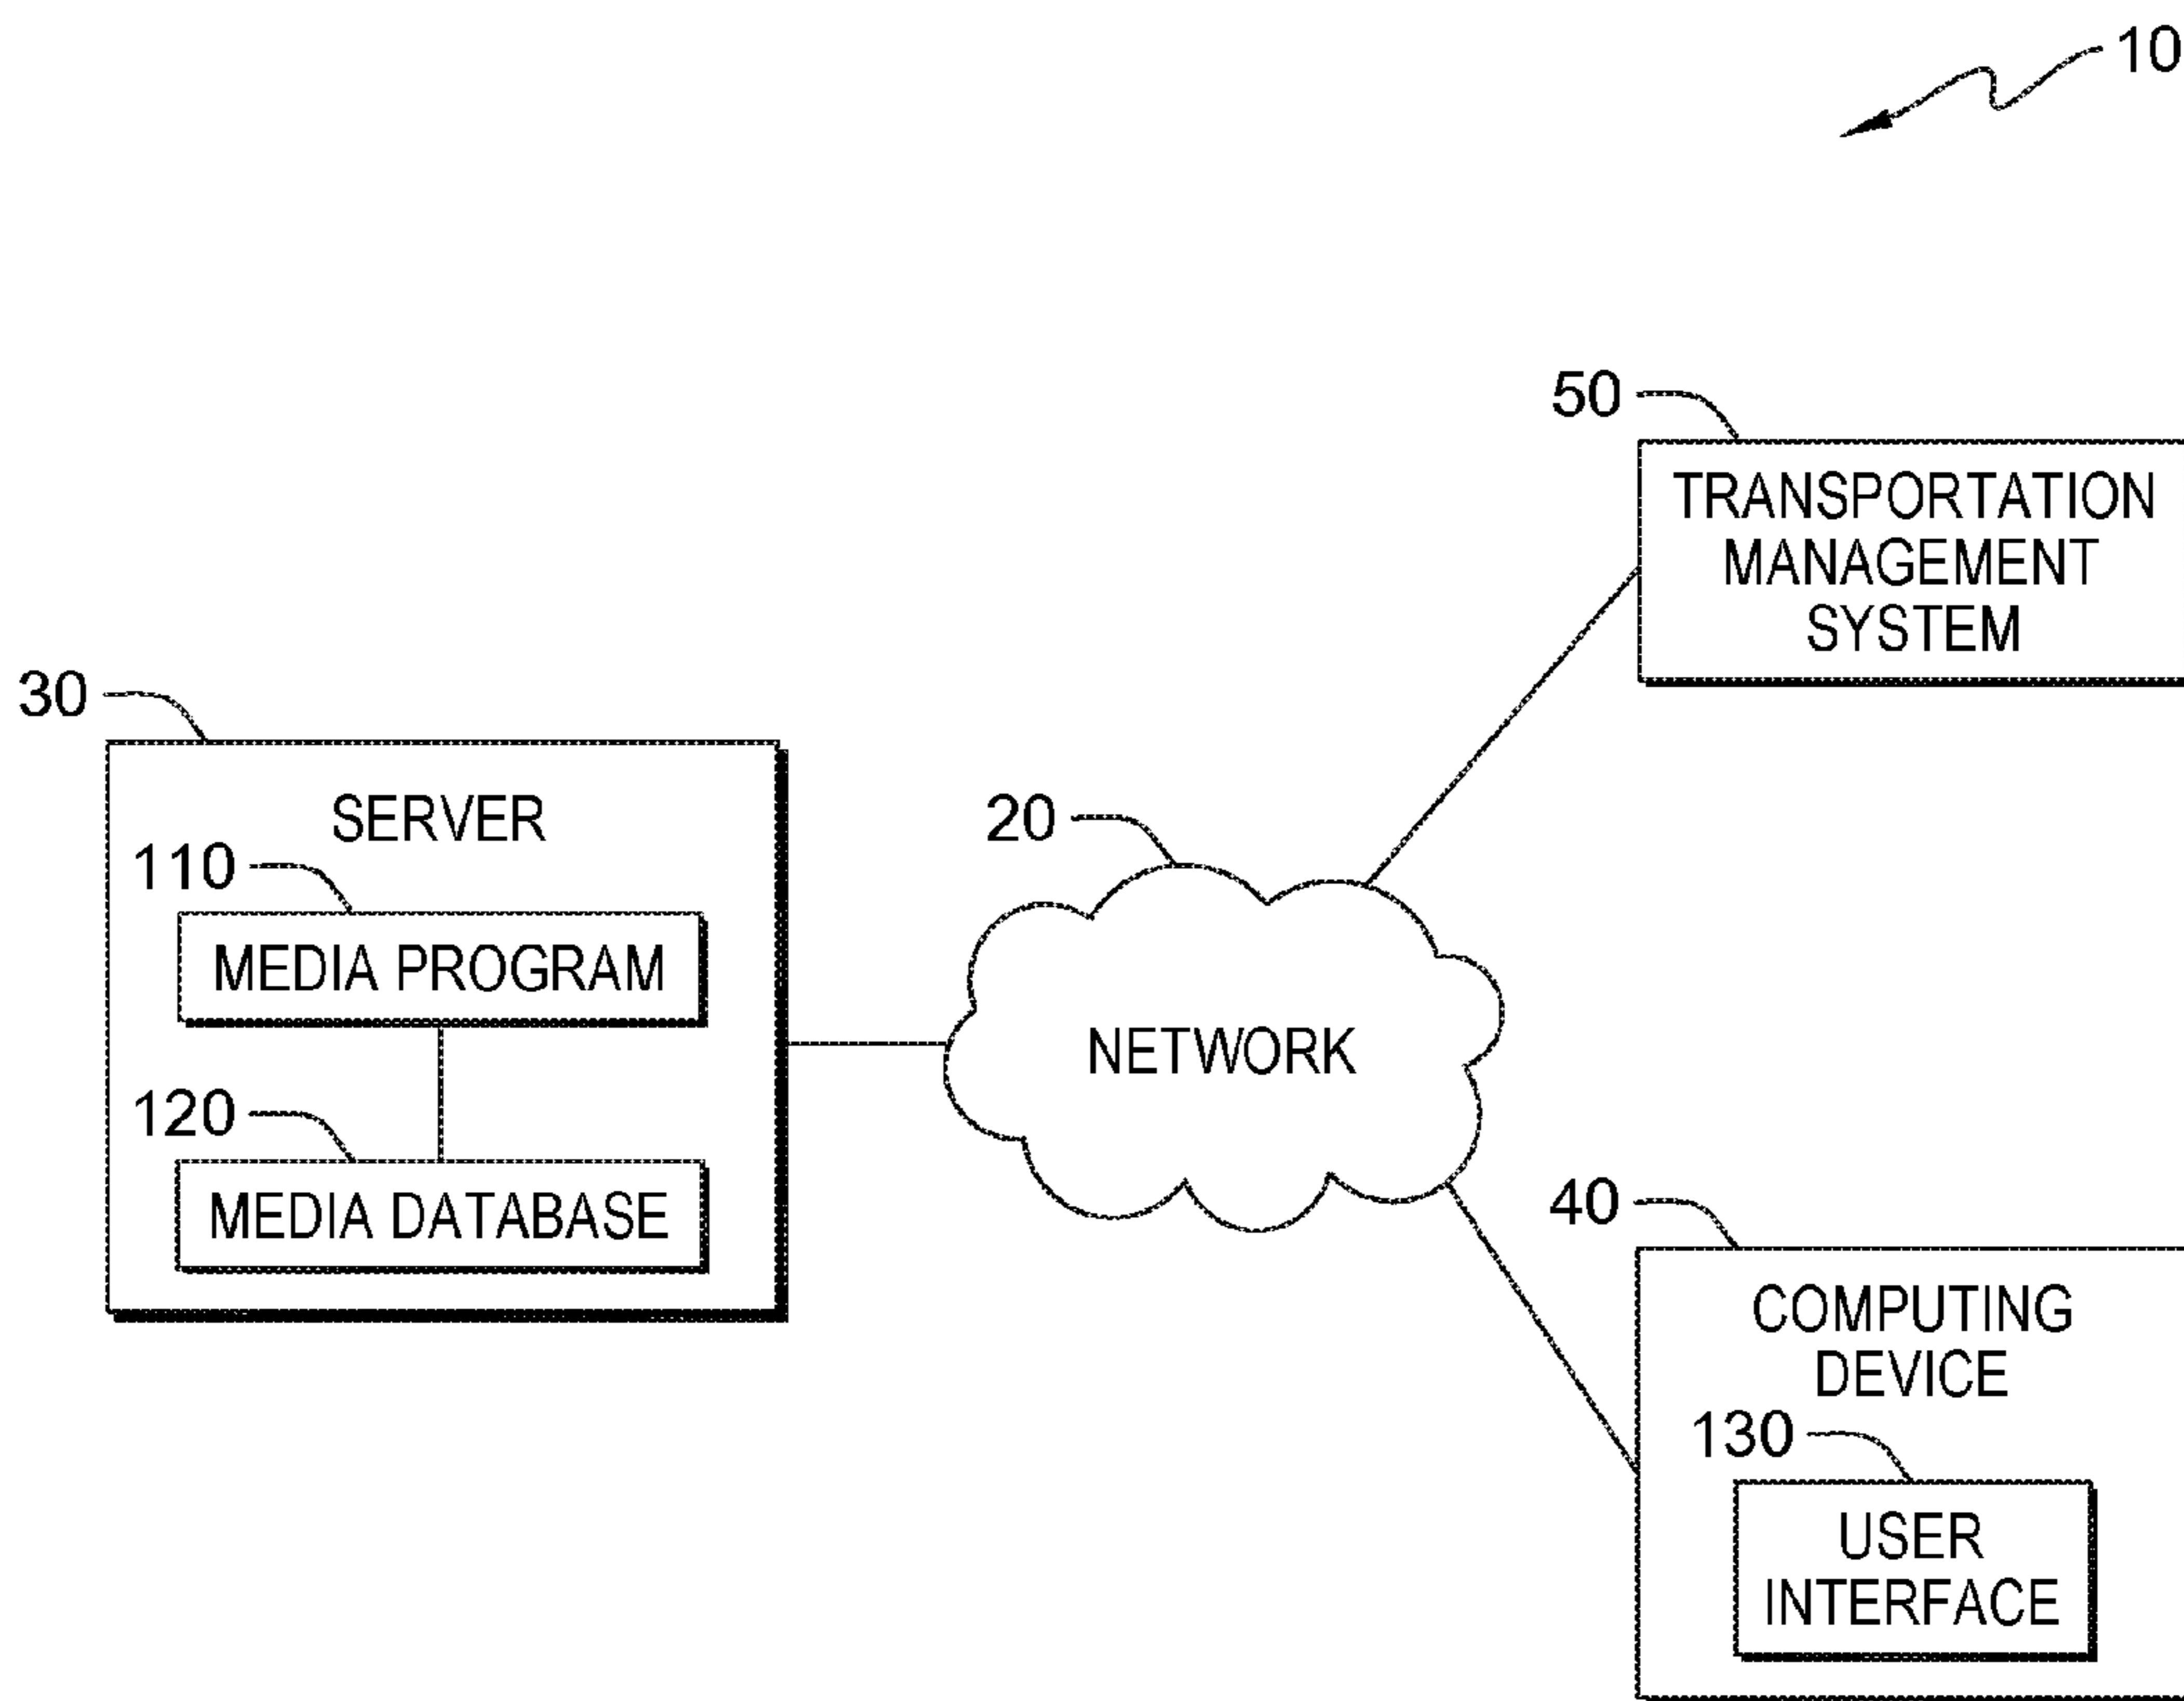 10
50
TRANSPORTATION
MANAGEMENT
SYSTEM
30
SERVER
110
MEDIA PROGRAM
120
MEDIA DATABASE
20
NETWORK
40
COMPUTING
DEVICE
130
USER
INTERFACE